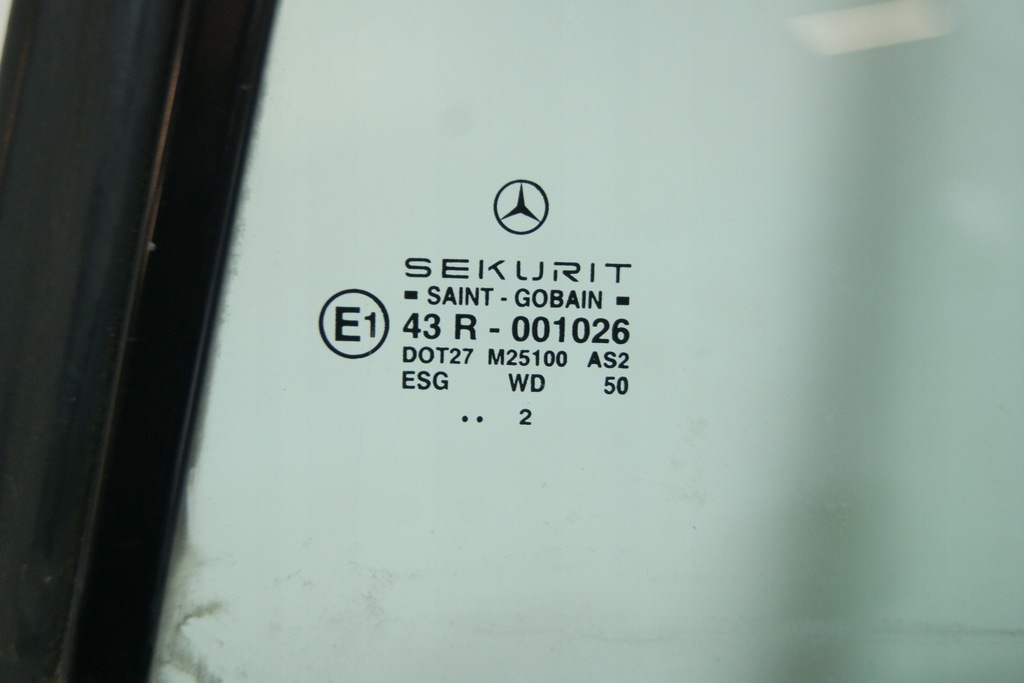 SEKURIT
- SAINT - GOBAIN -
E1
43 R - 001026
DOT27 M25100 AS2
ESG WD 50
.. 2